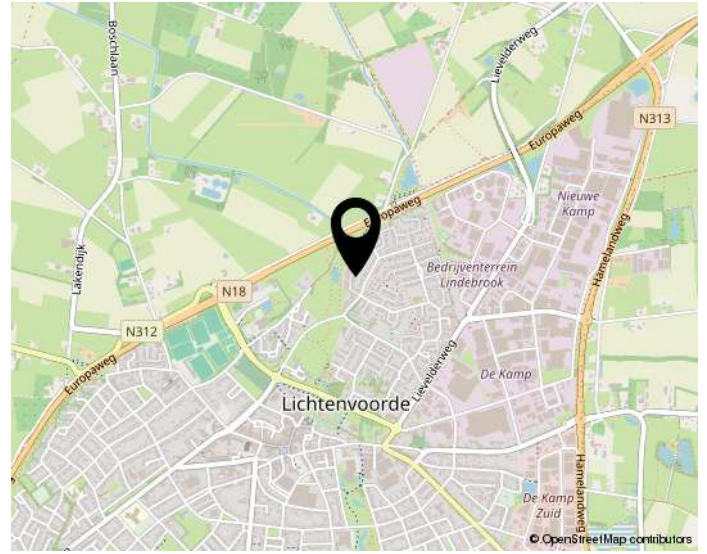 Boschlaan
Lievelderweg
N313
Europaweg
Nieuwe
Kamp
Europaweg
Hamelandweg
Lakendijk
Bedrijventerrein
Lindebrook
N18
N312
Europaweg
Lievelderweg
De Kamp
Lichtenvoorde
Hamelandweg
De Kamp
Zuid
© OpenStreetMap contributors